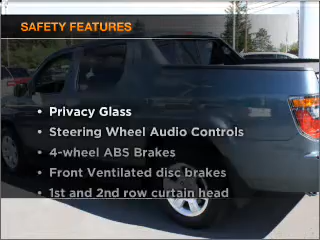 SAFETY FEATURES
• Privacy Glass
• Steering Wheel Audio Controls
• 4-wheel ABS Brakes
• Front Ventilated disc brakes
• 1st and 2nd row curtain head